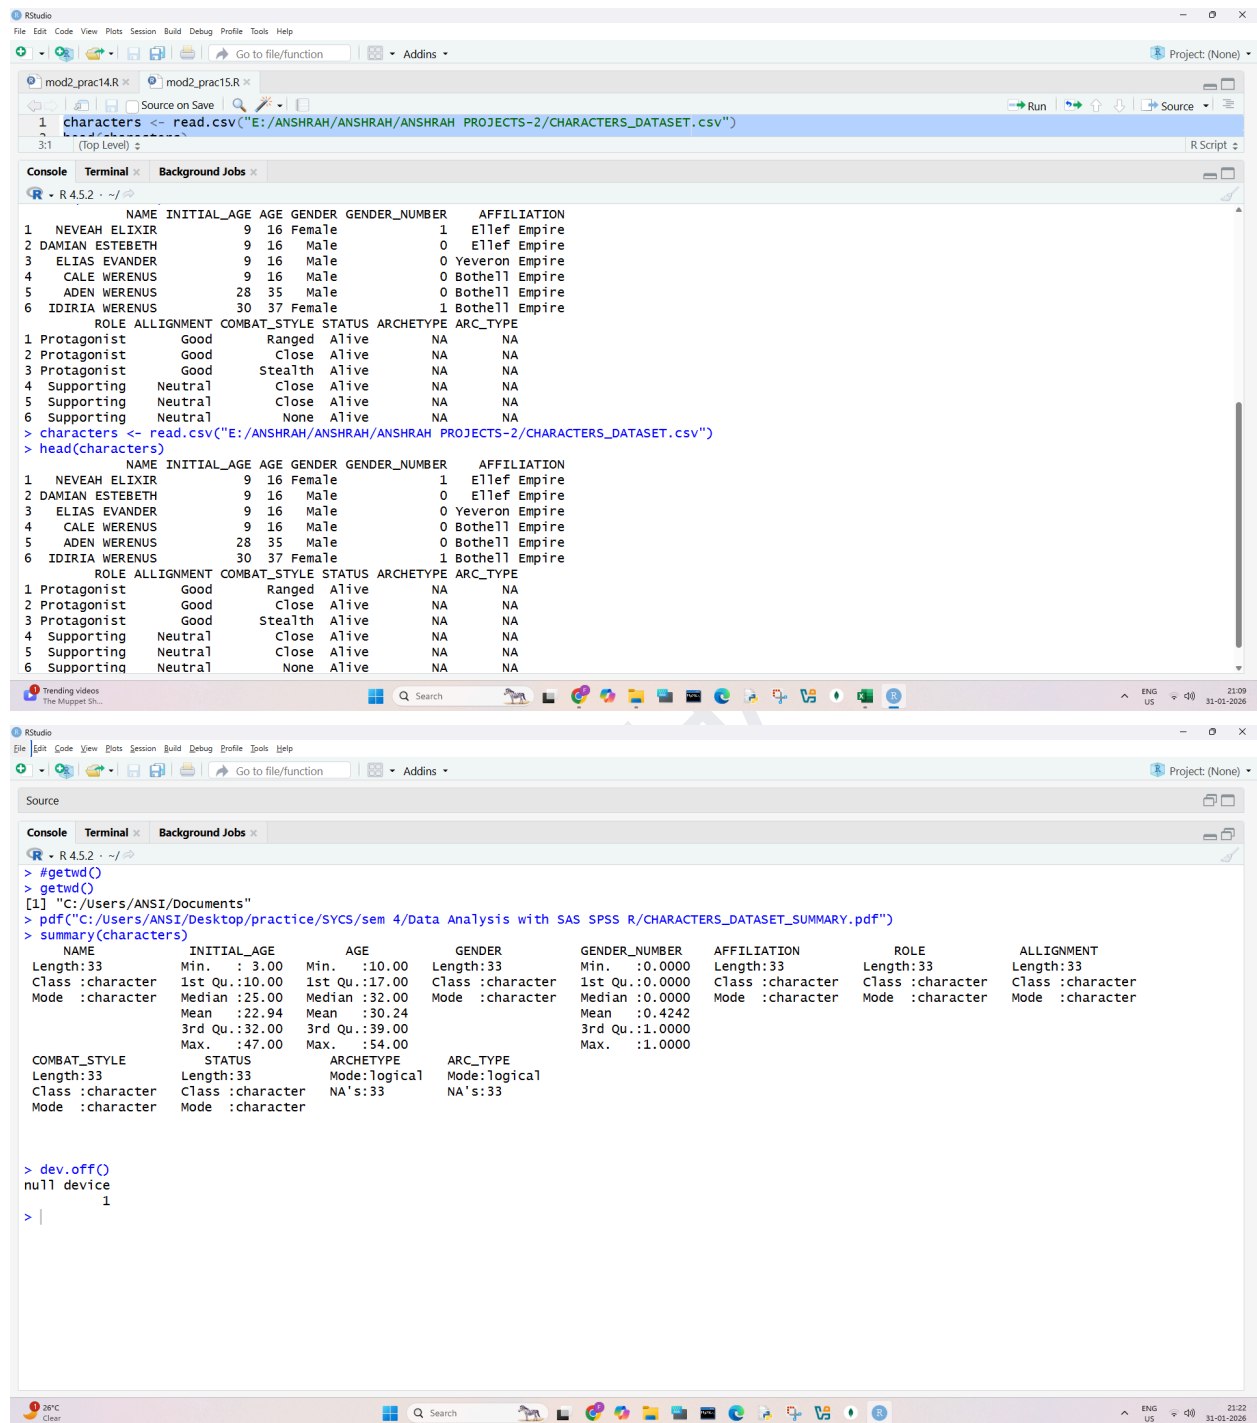 RStudio
File Edit Code View Plots Session Build Debug Profile Tools Help
Go to file/function Addins Project: (None)
mod2_prac14.R mod2_prac15.R
Source on Save Run Source
1 characters <- read.csv("E:/ANSHRAH/ANSHRAH/ANSHRAH PROJECTS-2/CHARACTERS_DATASET.csv")
2 head(characters)
3:1 (Top Level) R Script
Console Terminal Background Jobs
R 4.5.2 · ~/
NAME INITIAL_AGE AGE GENDER GENDER_NUMBER AFFILIATION
1 NEVEAH ELIXIR 9 16 Female 1 Ellef Empire
2 DAMIAN ESTEBETH 9 16 Male 0 Ellef Empire
3 ELIAS EVANDER 9 16 Male 0 Yeveron Empire
4 CALE WERENUS 9 16 Male 0 Bothell Empire
5 ADEN WERENUS 28 35 Male 0 Bothell Empire
6 IDIRIA WERENUS 30 37 Female 1 Bothell Empire
ROLE ALLIGNMENT COMBAT_STYLE STATUS ARCHETYPE ARC_TYPE
1 Protagonist Good Ranged Alive NA NA
2 Protagonist Good Close Alive NA NA
3 Protagonist Good Stealth Alive NA NA
4 Supporting Neutral Close Alive NA NA
5 Supporting Neutral Close Alive NA NA
6 Supporting Neutral None Alive NA NA
> characters <- read.csv("E:/ANSHRAH/ANSHRAH/ANSHRAH PROJECTS-2/CHARACTERS_DATASET.csv")
> head(characters)
NAME INITIAL_AGE AGE GENDER GENDER_NUMBER AFFILIATION
1 NEVEAH ELIXIR 9 16 Female 1 Ellef Empire
2 DAMIAN ESTEBETH 9 16 Male 0 Ellef Empire
3 ELIAS EVANDER 9 16 Male 0 Yeveron Empire
4 CALE WERENUS 9 16 Male 0 Bothell Empire
5 ADEN WERENUS 28 35 Male 0 Bothell Empire
6 IDIRIA WERENUS 30 37 Female 1 Bothell Empire
ROLE ALLIGNMENT COMBAT_STYLE STATUS ARCHETYPE ARC_TYPE
1 Protagonist Good Ranged Alive NA NA
2 Protagonist Good Close Alive NA NA
3 Protagonist Good Stealth Alive NA NA
4 Supporting Neutral Close Alive NA NA
5 Supporting Neutral Close Alive NA NA
6 Supporting Neutral None Alive NA NA
1 Trending videos Search ENG 21:09
The Muppet Sh... US 31-01-2026
RStudio
File Edit Code View Plots Session Build Debug Profile Tools Help
Go to file/function Addins Project: (None)
Source
Console Terminal Background Jobs
R 4.5.2 · ~/
> #getwd()
> getwd()
[1] "C:/Users/ANSI/Documents"
> pdf("C:/Users/ANSI/Desktop/practice/SYCS/sem 4/Data Analysis with SAS SPSS R/CHARACTERS_DATASET_SUMMARY.pdf")
> summary(characters)
NAME INITIAL_AGE AGE GENDER GENDER_NUMBER AFFILIATION ROLE ALLIGNMENT
Length:33 Min. : 3.00 Min. :10.00 Length:33 Min. :0.0000 Length:33 Length:33 Length:33
Class :character 1st Qu.:10.00 1st Qu.:17.00 Class :character 1st Qu.:0.0000 Class :character Class :character Class :character
Mode :character Median :25.00 Median :32.00 Mode :character Median :0.0000 Mode :character Mode :character Mode :character
Mean :22.94 Mean :30.24 Mean :0.4242
3rd Qu.:32.00 3rd Qu.:39.00 3rd Qu.:1.0000
Max. :47.00 Max. :54.00 Max. :1.0000
COMBAT_STYLE STATUS ARCHETYPE ARC_TYPE
Length:33 Length:33 Mode:logical Mode:logical
Class :character Class :character NA's:33 NA's:33
Mode :character Mode :character
> dev.off()
null device
1
>
1 26°C Search ENG 21:22
Clear US 31-01-2026